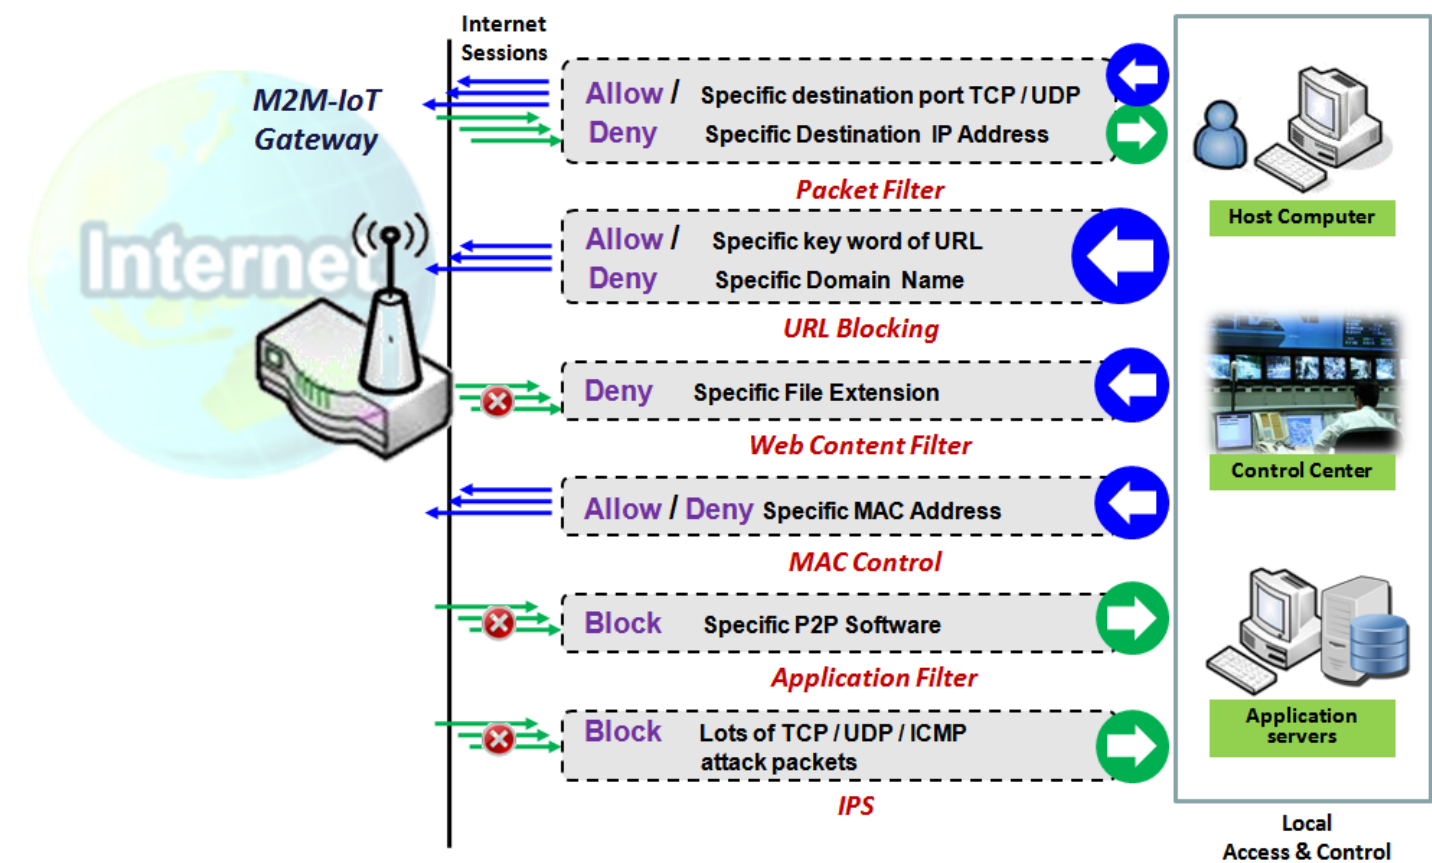 Internet
Sessions
M2M-IoT
Gateway
Internet
Allow / Specific destination port TCP / UDP
Deny Specific Destination IP Address
Packet Filter
Allow / Specific key word of URL
Deny Specific Domain Name
URL Blocking
Deny Specific File Extension
Web Content Filter
Allow / Deny Specific MAC Address
MAC Control
Block Specific P2P Software
Application Filter
Block Lots of TCP / UDP / ICMP
attack packets
IPS
Host Computer
Control Center
Application
servers
Local
Access & Control